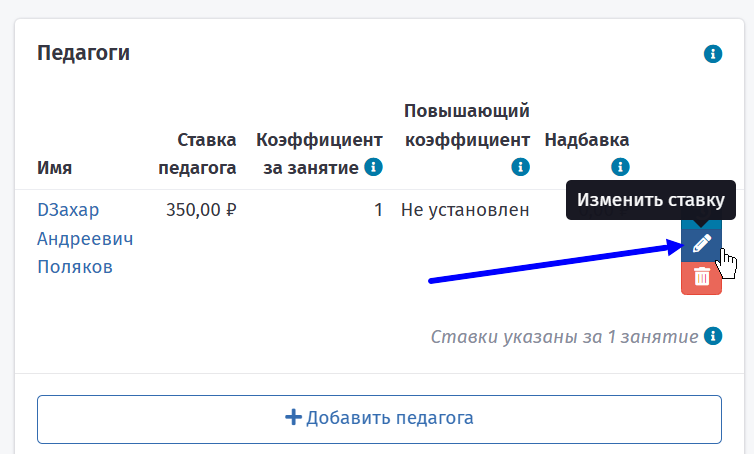 Педагоги
Имя Ставка педагога Коэффициент за занятие Повышающий коэффициент Надбавка
DЗахар Андреевич Поляков 350,00 ₽ 1 Не установлен
Изменить ставку
Ставки указаны за 1 занятие
Добавить педагога